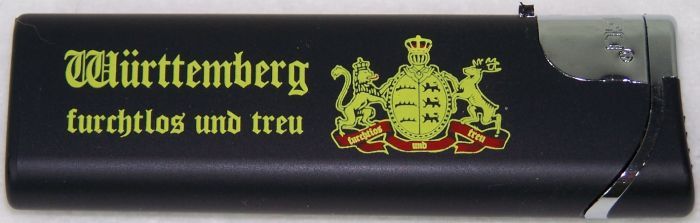 Württemberg
furchtlos und treu
furchtlos
und
treu